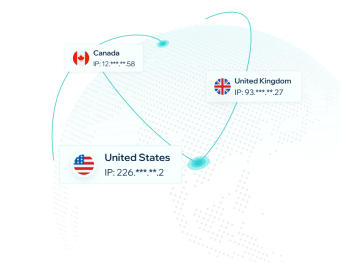 Canada
IP: 12.***.**.58
United Kingdom
IP: 93.***.**.27
United States
IP: 226.***.**.2